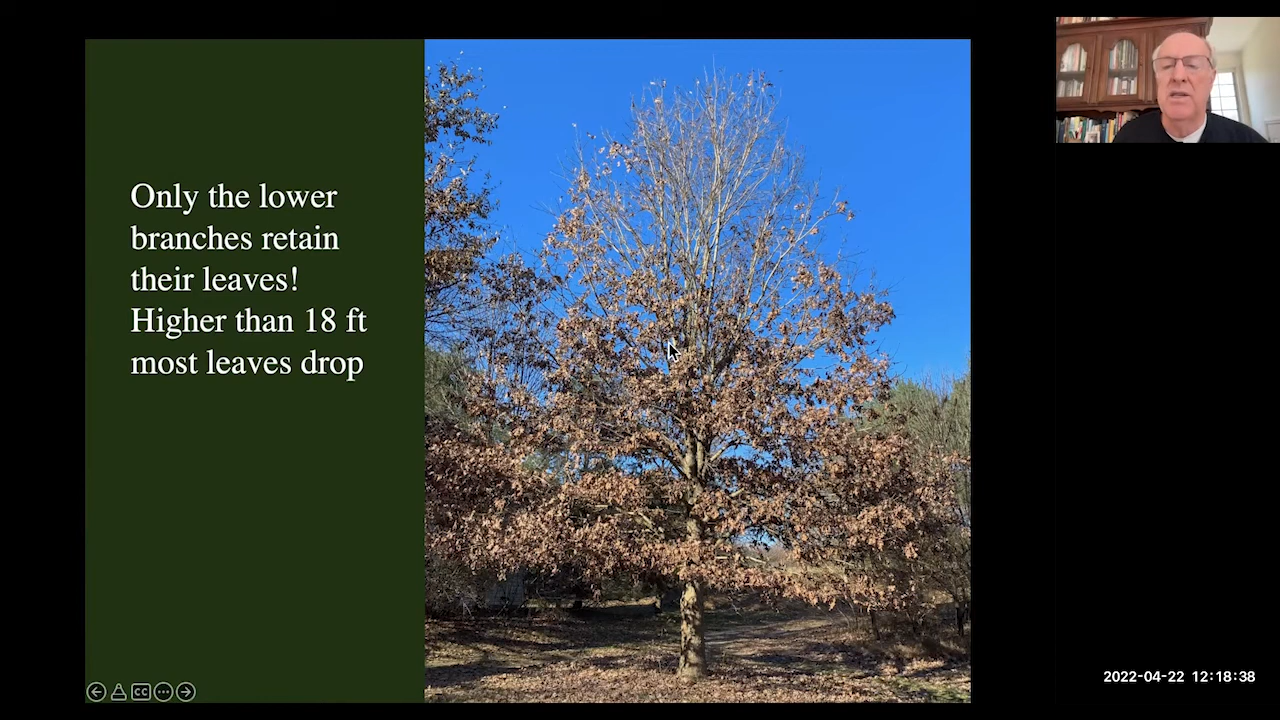 Only the lower
branches retain
their leaves!
Higher than 18 ft
most leaves drop
CC
2022-04-22 12:18:38